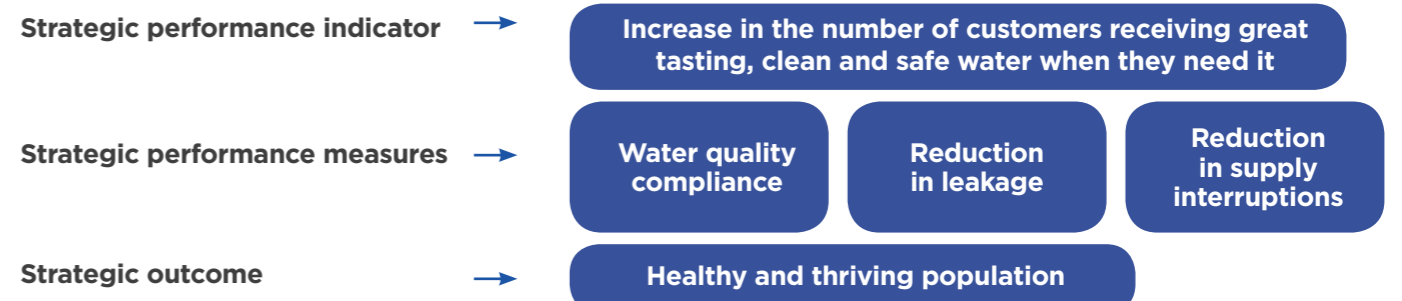 Strategic performance indicator
Increase in the number of customers receiving great
tasting, clean and safe water when they need it
Strategic performance measures
Water quality
compliance
Reduction
in leakage
Reduction
in supply
interruptions
Strategic outcome
Healthy and thriving population